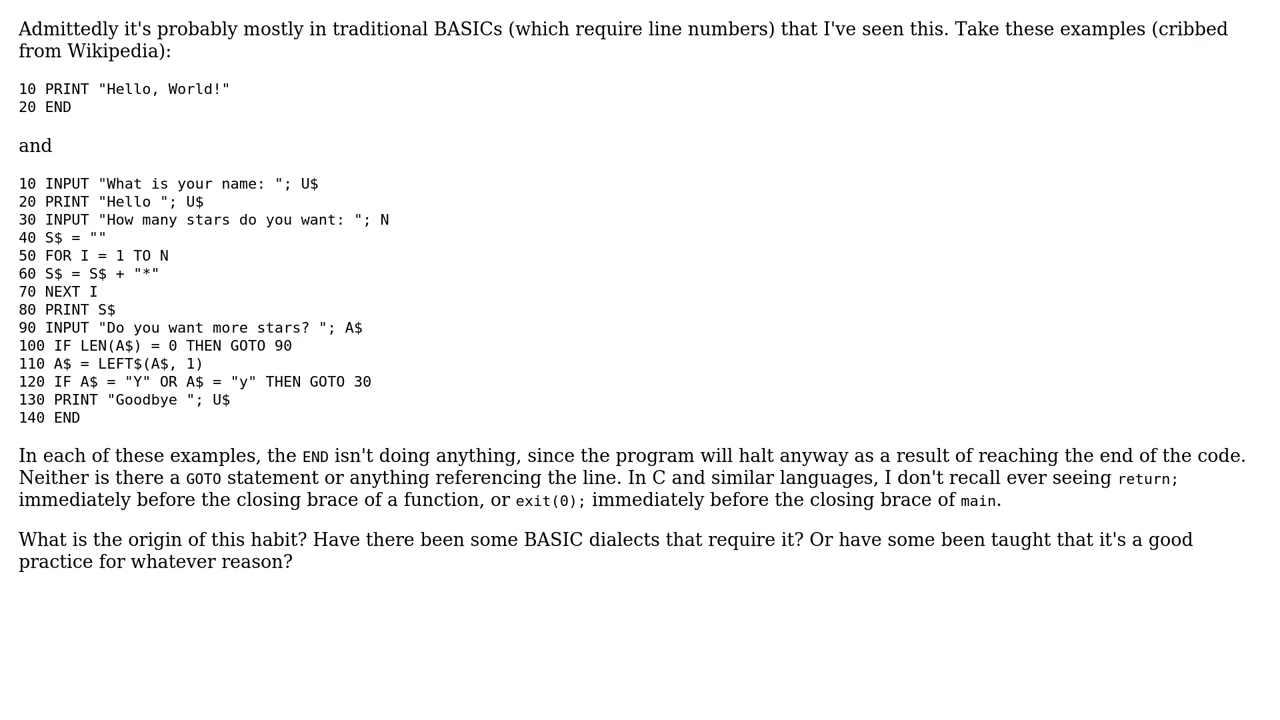 Admittedly it's probably mostly in traditional BASICs (which require line numbers) that I've seen this. Take these examples (cribbed
from Wikipedia):
10 PRINT "Hello, World!"
20 END
and
10 INPUT "What is your name: "; U$
20 PRINT "Hello "; U$
30 INPUT "How many stars do you want: "; N
40 S$ = ""
50 FOR I = 1 TO N
60 S$ = S$ + "*"
70 NEXT I
80 PRINT S$
90 INPUT "Do you want more stars? "; A$
100 IF LEN(A$) = 0 THEN GOTO 90
110 A$ = LEFT$(A$, 1)
120 IF A$ = "Y" OR A$ = "y" THEN GOTO 30
130 PRINT "Goodbye "; U$
140 END
In each of these examples, the END isn't doing anything, since the program will halt anyway as a result of reaching the end of the code.
Neither is there a GOTO statement or anything referencing the line. In C and similar languages, I don't recall ever seeing return;
immediately before the closing brace of a function, or exit(0); immediately before the closing brace of main.
What is the origin of this habit? Have there been some BASIC dialects that require it? Or have some been taught that it's a good
practice for whatever reason?